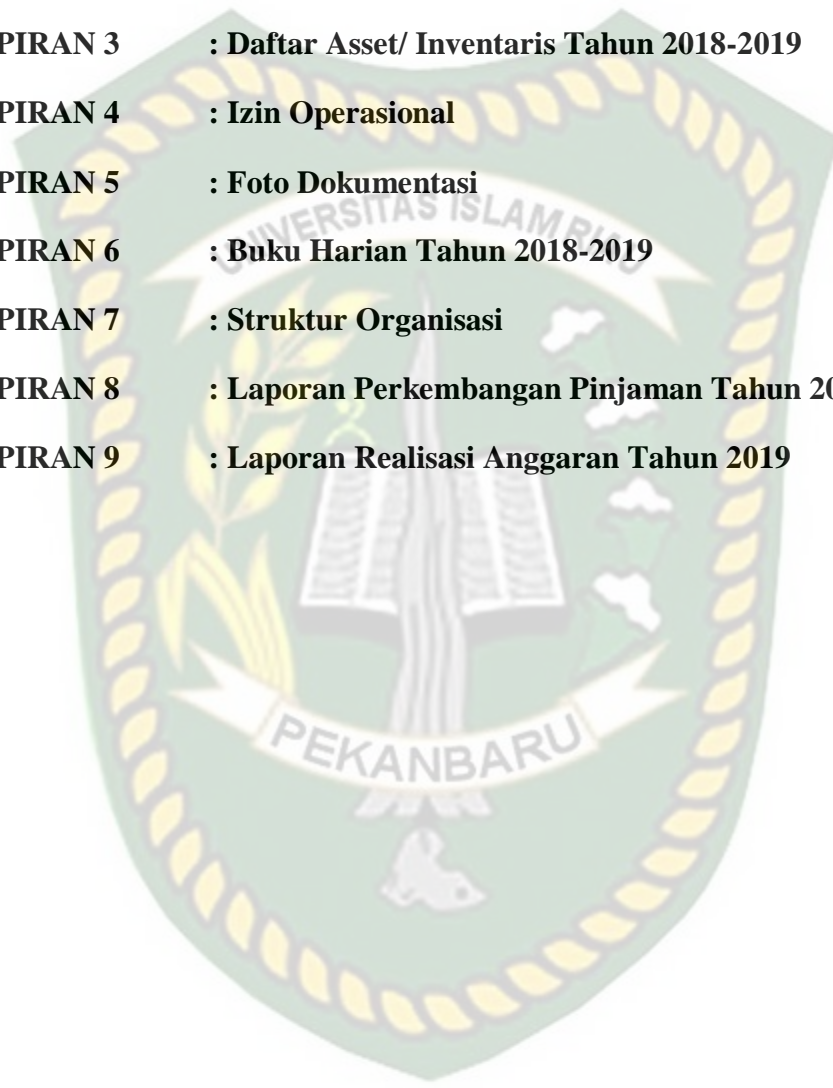 PIRAN 3 : Daftar Asset/ Inventaris Tahun 2018-2019
PIRAN 4 : Izin Operasional
PIRAN 5 : Foto Dokumentasi
UNIVERSITAS ISLAM RIAU
PIRAN 6 : Buku Harian Tahun 2018-2019
PIRAN 7 : Struktur Organisasi
PIRAN 8 : Laporan Perkembangan Pinjaman Tahun 20
PIRAN 9 : Laporan Realisasi Anggaran Tahun 2019
PEKANBARU